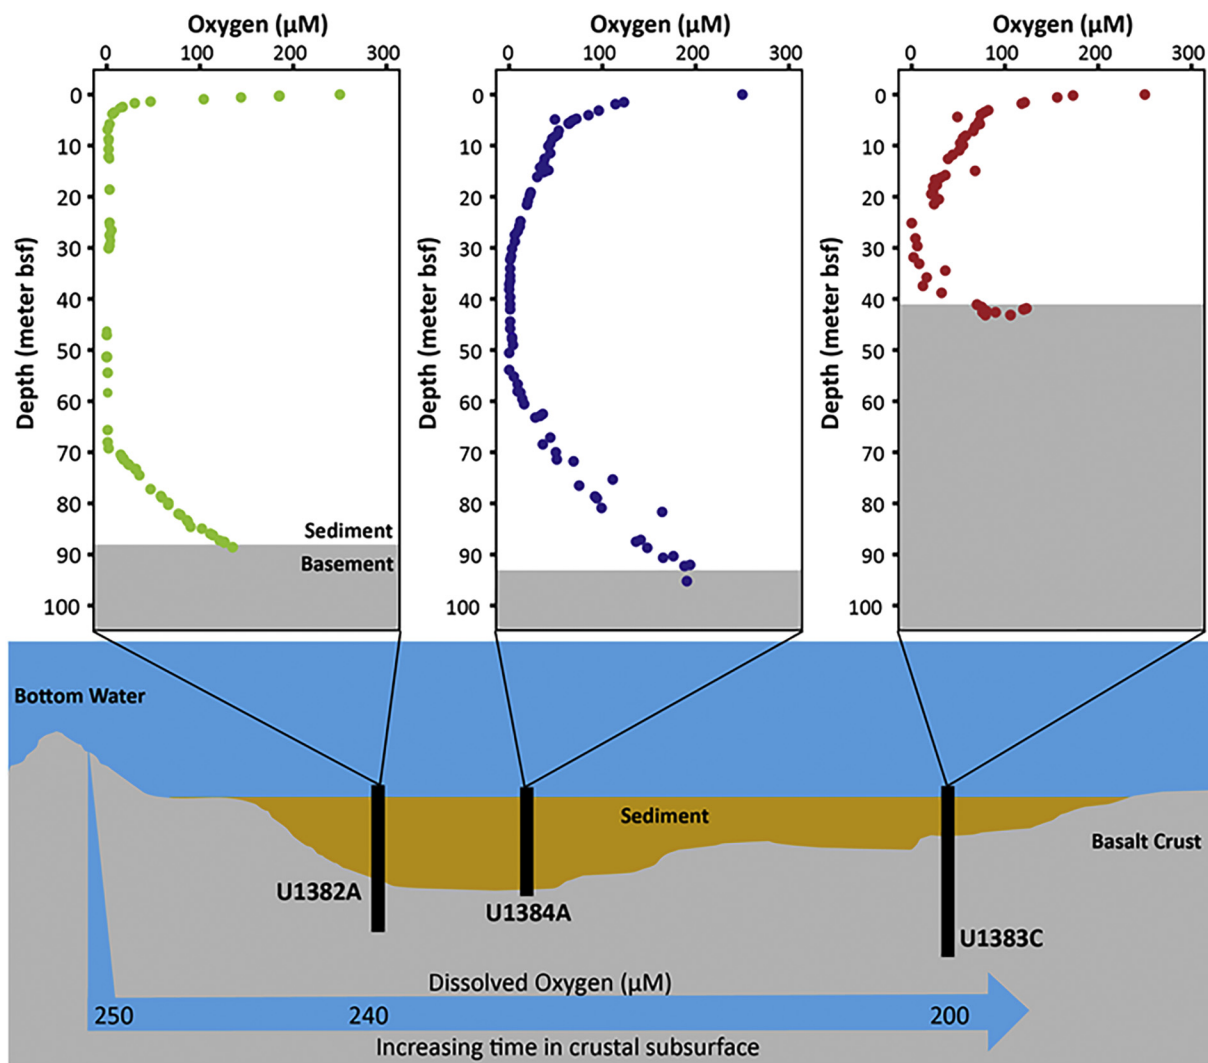 Oxygen (μM)
0 100 200 300
Depth (meter bsf)
0
10
20
30
40
50
60
70
80
90
100
Sediment
Basement
Oxygen (μM)
0 100 200 300
Depth (meter bsf)
0
10
20
30
40
50
60
70
80
90
100
Oxygen (μM)
0 100 200 300
Depth (meter bsf)
0
10
20
30
40
50
60
70
80
90
100
Bottom Water
Sediment
Basalt Crust
U1382A
U1384A
U1383C
Dissolved Oxygen (μM)
250 240 200
Increasing time in crustal subsurface